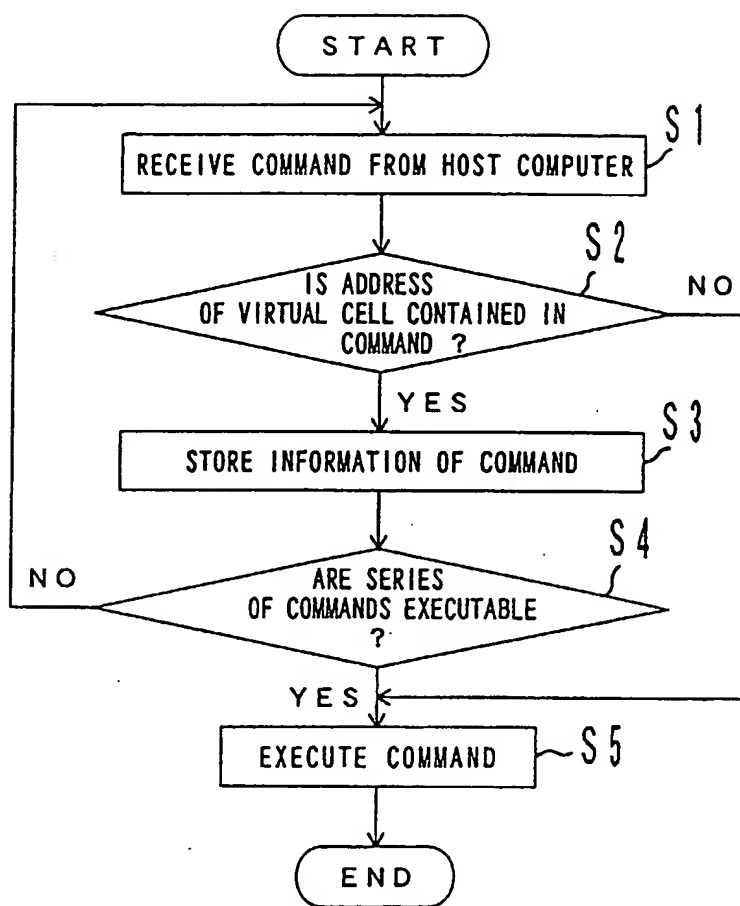 START
S1
RECEIVE COMMAND FROM HOST COMPUTER
S2
IS ADDRESS
OF VIRTUAL CELL CONTAINED IN
COMMAND ?
NO
YES
S3
STORE INFORMATION OF COMMAND
S4
ARE SERIES
OF COMMANDS EXECUTABLE
?
NO
YES
S5
EXECUTE COMMAND
END